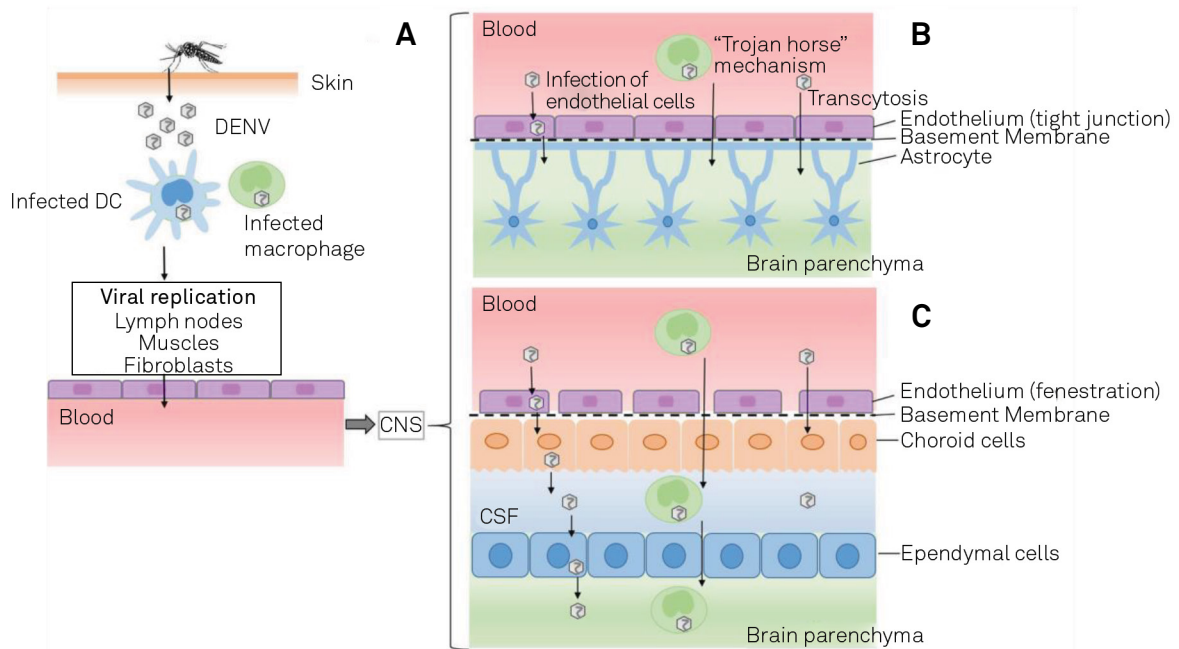 A
Skin
DENV
Infected DC
Infected
macrophage
Viral replication
Lymph nodes
Muscles
Fibroblasts
Blood
CNS
B
Blood
"Trojan horse"
mechanism
Infection of
endothelial cells
Transcytosis
Endothelium (tight junction)
Basement Membrane
Astrocyte
Brain parenchyma
C
Blood
Endothelium (fenestration)
Basement Membrane
Choroid cells
CSF
Ependymal cells
Brain parenchyma